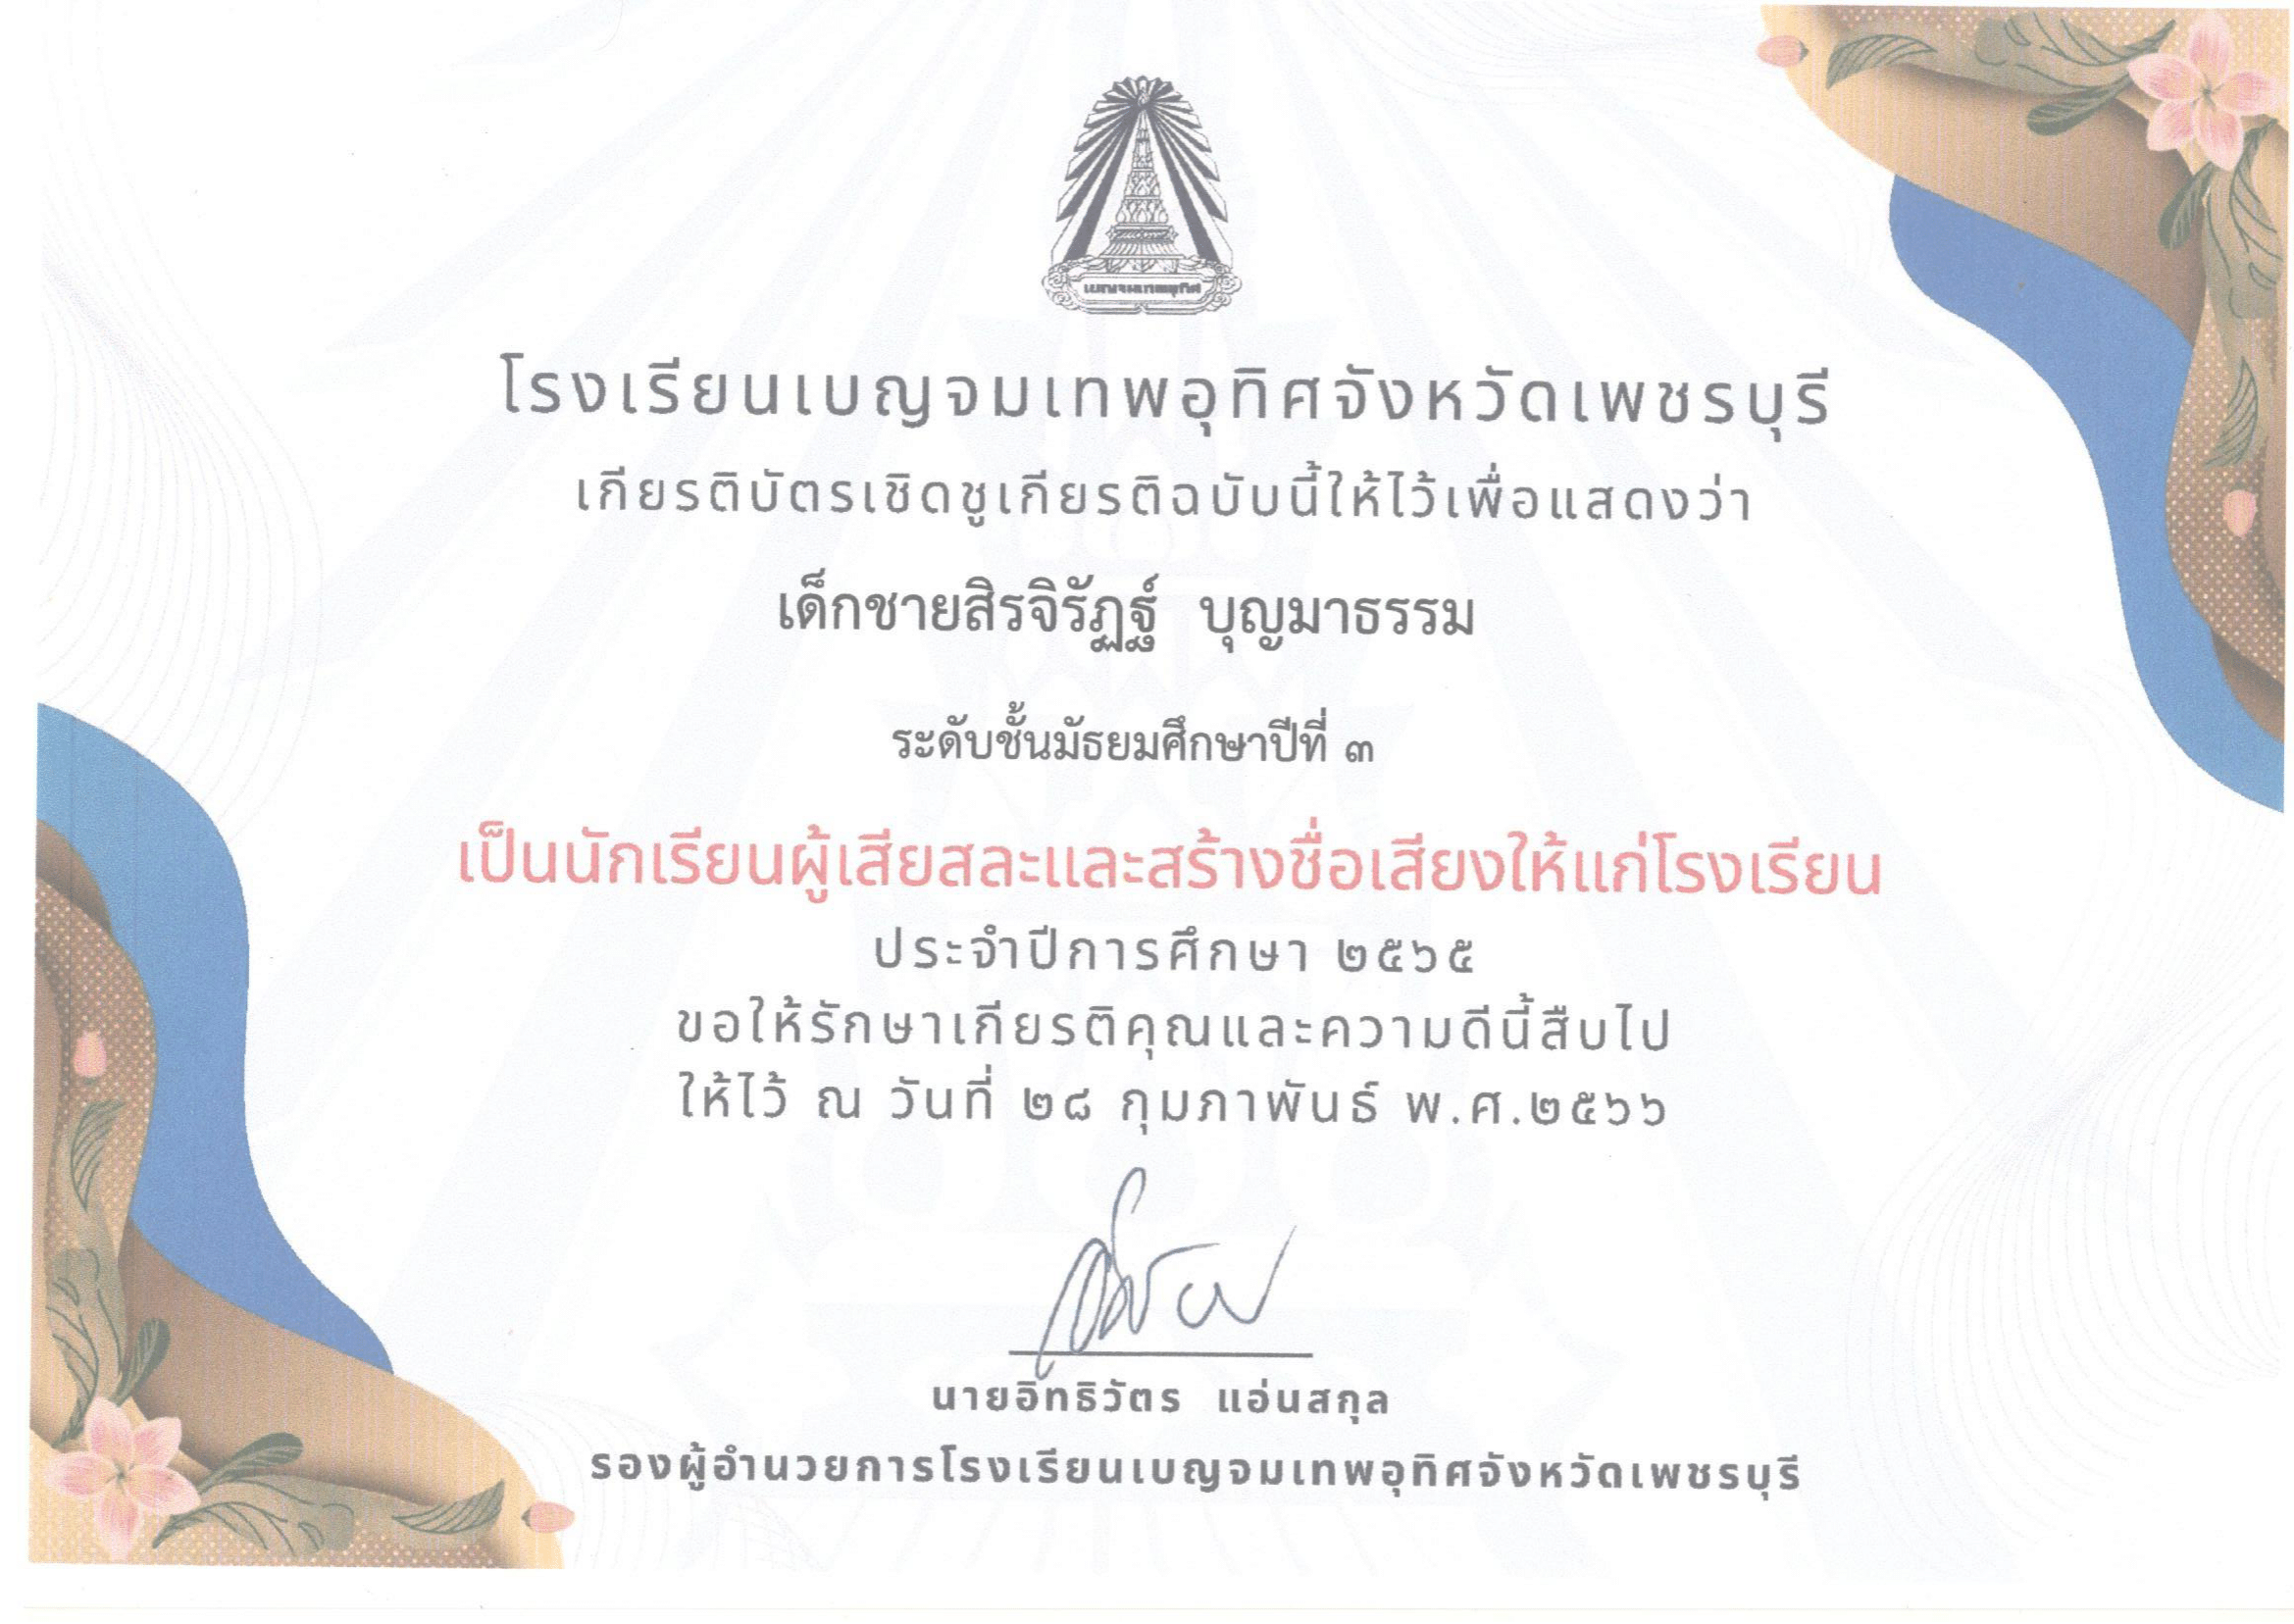 เบญจมเทพอุทิศ
โรงเรียนเบญจมเทพอุทิศจังหวัดเพชรบุรี
เกียรติบัตรเชิดชูเกียรติฉบับนี้ให้ไว้เพื่อแสดงว่า
เด็กชายสิรจิรัฏฐ์ บุญมาธรรม
ระดับชั้นมัธยมศึกษาปีที่ ๓
เป็นนักเรียนผู้เสียสละและสร้างชื่อเสียงให้แก่โรงเรียน
ประจำปีการศึกษา ๒๕๖๕
ขอให้รักษาเกียรติคุณและความดีนี้สืบไป
ให้ไว้ ณ วันที่ ๒๘ กุมภาพันธ์ พ.ศ.๒๕๖๖
นายอิทธิวัตร แอ่นสกุล
รองผู้อำนวยการโรงเรียนเบญจมเทพอุทิศจังหวัดเพชรบุรี